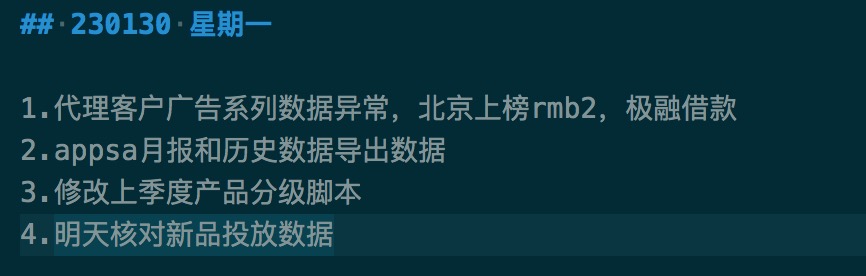 ## 230130 星期一
1.代理客户广告系列数据异常，北京上榜rmb2，极融借款
2.appsa月报和历史数据导出数据
3.修改上季度产品分级脚本
4.明天核对新品投放数据